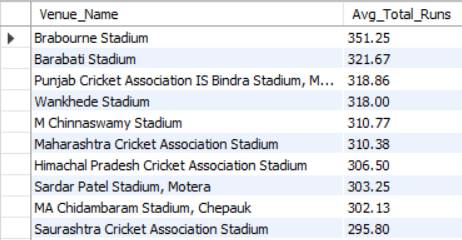 Venue_Name Avg_Total_Runs
Brabourne Stadium 351.25
Barabati Stadium 321.67
Punjab Cricket Association IS Bindra Stadium, M... 318.86
Wankhede Stadium 318.00
M Chinnaswamy Stadium 310.77
Maharashtra Cricket Association Stadium 310.38
Himachal Pradesh Cricket Association Stadium 306.50
Sardar Patel Stadium, Motera 303.25
MA Chidambaram Stadium, Chepauk 302.13
Saurashtra Cricket Association Stadium 295.80